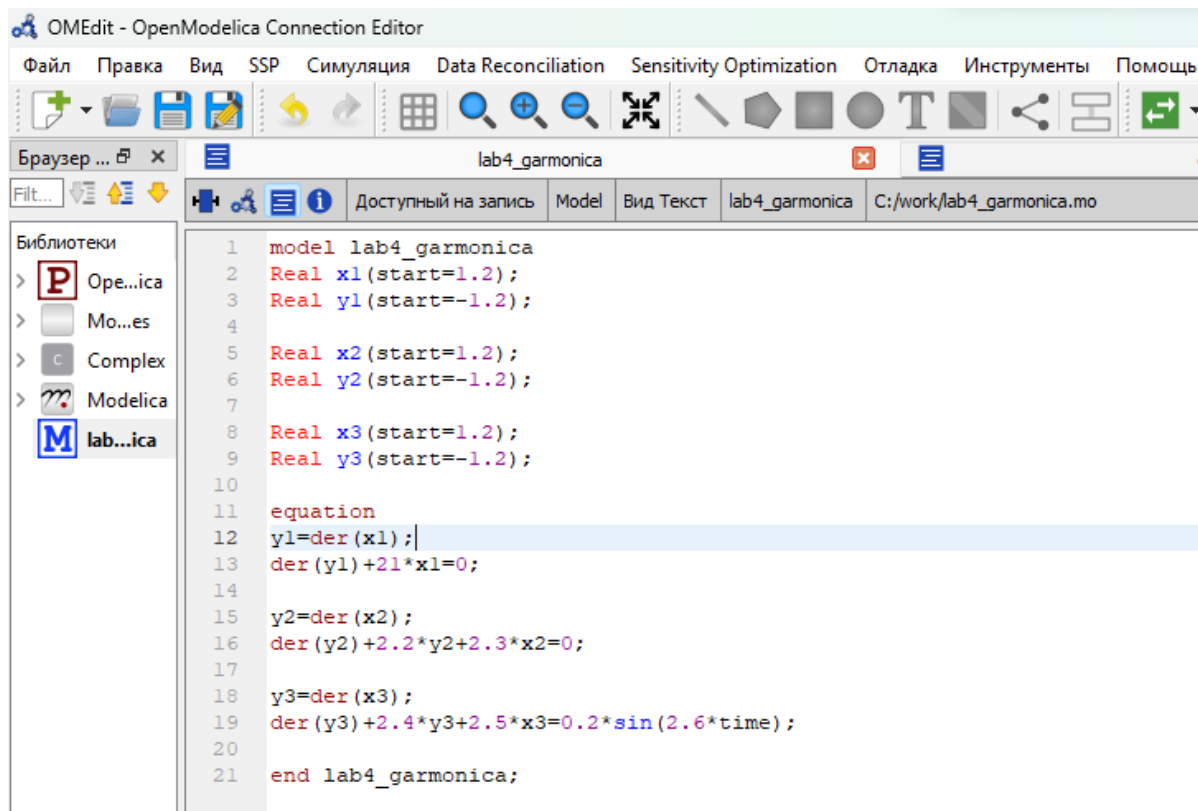 OMEdit - OpenModelica Connection Editor
Файл Правка Вид SSP Симуляция Data Reconciliation Sensitivity Optimization Отладка Инструменты Помощь
T
Браузер ... lab4_garmonica
Filt... Доступный на запись Model Вид Текст lab4_garmonica C:/work/lab4_garmonica.mo
Библиотеки
P Ope...ica
Mo...es
C Complex
Modelica
M lab...ica
1 model lab4_garmonica
2 Real x1(start=1.2);
3 Real y1(start=-1.2);
4
5 Real x2(start=1.2);
6 Real y2(start=-1.2);
7
8 Real x3(start=1.2);
9 Real y3(start=-1.2);
10
11 equation
12 y1=der(x1);
13 der(y1)+21*x1=0;
14
15 y2=der(x2);
16 der(y2)+2.2*y2+2.3*x2=0;
17
18 y3=der(x3);
19 der(y3)+2.4*y3+2.5*x3=0.2*sin(2.6*time);
20
21 end lab4_garmonica;